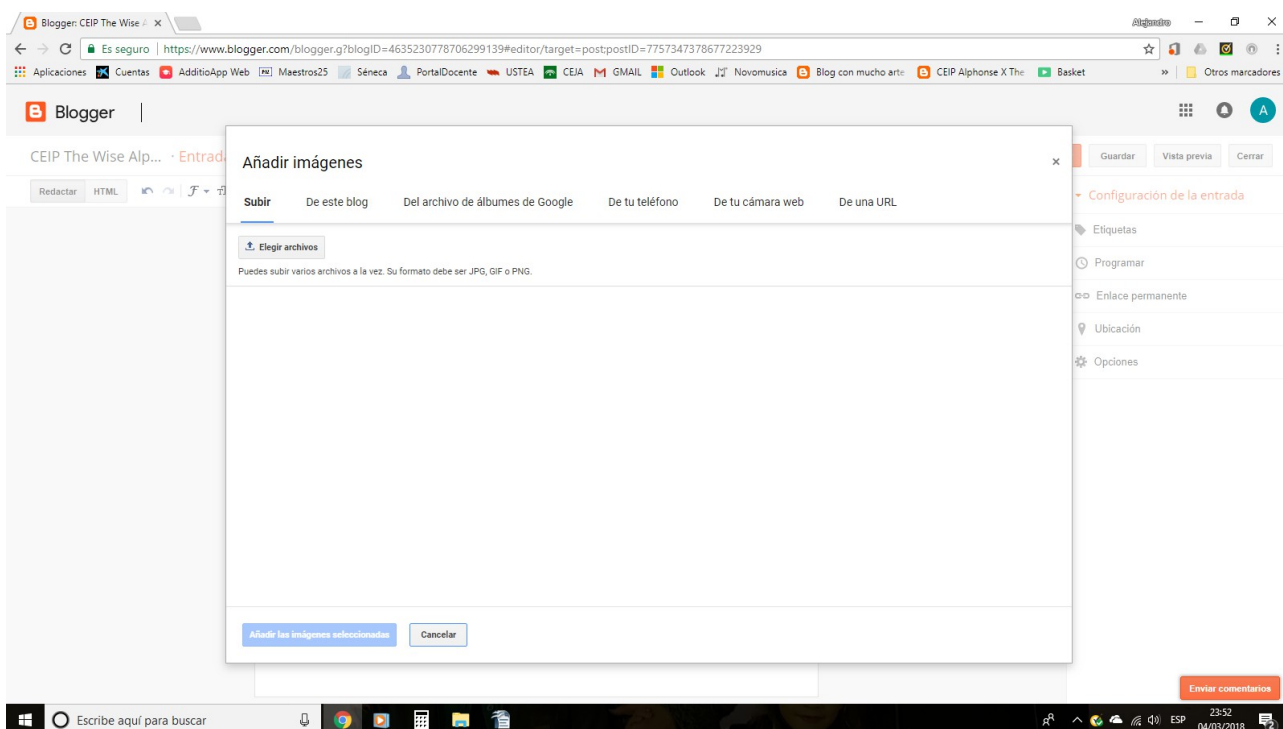 Blogger: CEIP The Wise A
Alejandro
Es seguro | https://www.blogger.com/blogger.g?blogID=4635230778706299139#editor/target=post;postID=7757347378677223929
Aplicaciones Cuentas AdditioApp Web Maestros25 Séneca PortalDocente USTEA CEJA GMAIL Outlook Novomusica Blog con mucho arte CEIP Alphonse X The Basket » Otros marcadores
Blogger A
CEIP The Wise Alp... · Entrada
Guardar Vista previa Cerrar
Redactar HTML
Añadir imágenes
Subir De este blog Del archivo de álbumes de Google De tu teléfono De tu cámara web De una URL
Elegir archivos
Puedes subir varios archivos a la vez. Su formato debe ser JPG, GIF o PNG.
Añadir las imágenes seleccionadas Cancelar
Configuración de la entrada
Etiquetas
Programar
Enlace permanente
Ubicación
Opciones
Enviar comentarios
Escribe aquí para buscar
ESP
23:52
04/03/2018